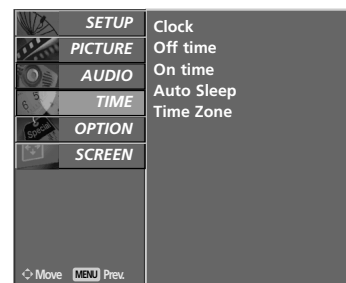 SETUP
PICTURE
AUDIO
TIME
OPTION
SCREEN
Clock
Off time
On time
Auto Sleep
Time Zone
Move MENU Prev.